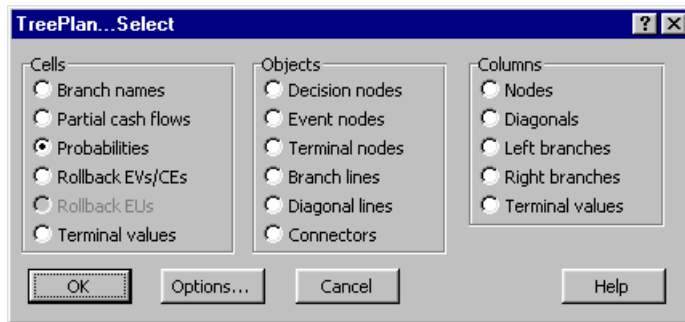 TreePlan...Select
Cells
Branch names
Partial cash flows
Probabilities
Rollback EVs/CEs
Rollback EUs
Terminal values
Objects
Decision nodes
Event nodes
Terminal nodes
Branch lines
Diagonal lines
Connectors
Columns
Nodes
Diagonals
Left branches
Right branches
Terminal values
OK
Options...
Cancel
Help